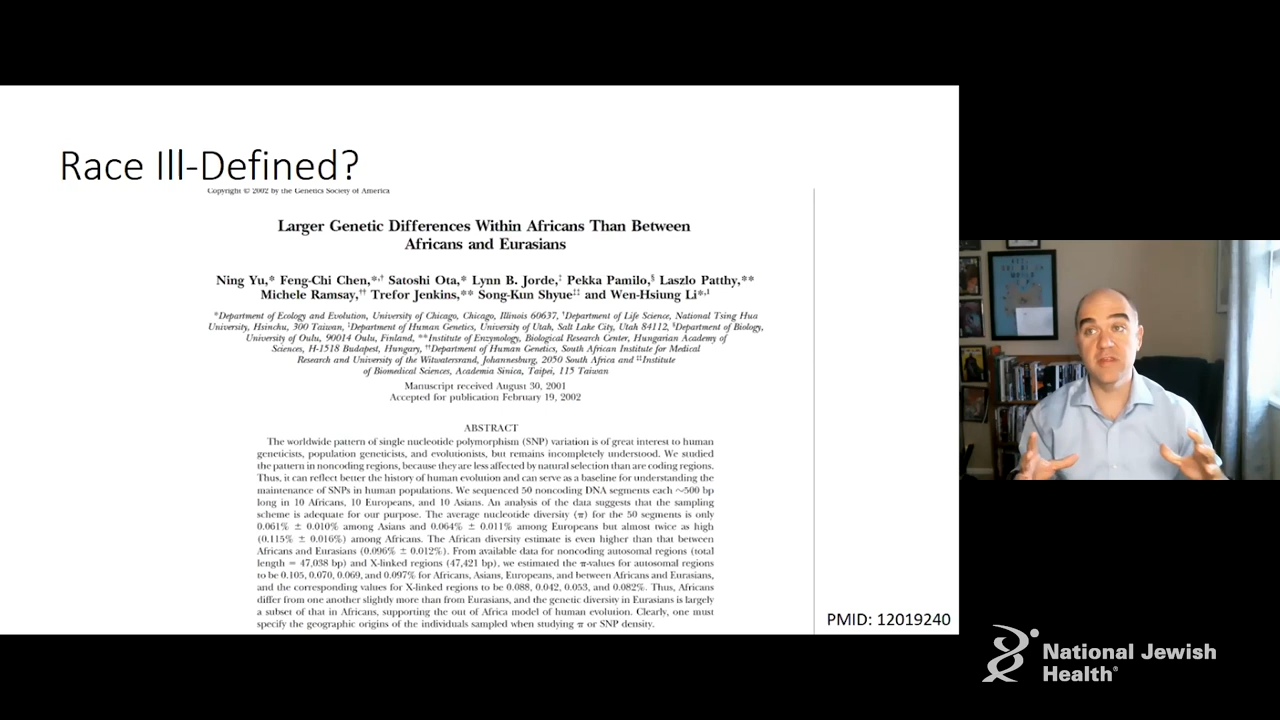 Race Ill-Defined?
Copyright © 2002 by the Genetics Society of America
Larger Genetic Differences Within Africans Than Between
Africans and Eurasians
Ning Yu,* Feng-Chi Chen,*,† Satoshi Ota,* Lynn B. Jorde,‡ Pekka Pamilo,§ Laszlo Patthy,**
Michele Ramsay,†† Trefor Jenkins,** Song-Kun Shyue‡‡ and Wen-Hsiung Li*,1
*Department of Ecology and Evolution, University of Chicago, Chicago, Illinois 60637, †Department of Life Science, National Tsing Hua
University, Hsinchu, 300 Taiwan, ‡Department of Human Genetics, University of Utah, Salt Lake City, Utah 84112, §Department of Biology,
University of Oulu, 90014 Oulu, Finland, **Institute of Enzymology, Biological Research Center, Hungarian Academy of
Sciences, H-1518 Budapest, Hungary, ††Department of Human Genetics, South African Institute for Medical
Research and University of the Witwatersrand, Johannesburg, 2050 South Africa and ‡‡Institute
of Biomedical Sciences, Academia Sinica, Taipei, 115 Taiwan
Manuscript received August 30, 2001
Accepted for publication February 19, 2002
ABSTRACT
The worldwide pattern of single nucleotide polymorphism (SNP) variation is of great interest to human
geneticists, population geneticists, and evolutionists, but remains incompletely understood. We studied
the pattern in noncoding regions, because they are less affected by natural selection than are coding regions.
Thus, it can reflect better the history of human evolution and can serve as a baseline for understanding the
maintenance of SNPs in human populations. We sequenced 50 noncoding DNA segments each ~500 bp
long in 10 Africans, 10 Europeans, and 10 Asians. An analysis of the data suggests that the sampling
scheme is adequate for our purpose. The average nucleotide diversity (π) for the 50 segments is only
0.061% ± 0.010% among Asians and 0.064% ± 0.011% among Europeans but almost twice as high
(0.115% ± 0.016%) among Africans. The African diversity estimate is even higher than that between
Africans and Eurasians (0.096% ± 0.012%). From available data for noncoding autosomal regions (total
length = 47,038 bp) and X-linked regions (47,421 bp), we estimated the π-values for autosomal regions
to be 0.105, 0.070, 0.069, and 0.097% for Africans, Asians, Europeans, and between Africans and Eurasians,
and the corresponding values for X-linked regions to be 0.088, 0.042, 0.053, and 0.082%. Thus, Africans
differ from one another slightly more than from Eurasians, and the genetic diversity in Eurasians is largely
a subset of that in Africans, supporting the out of Africa model of human evolution. Clearly, one must
specify the geographic origins of the individuals sampled when studying π or SNP density.
PMID: 12019240
National Jewish
Health®